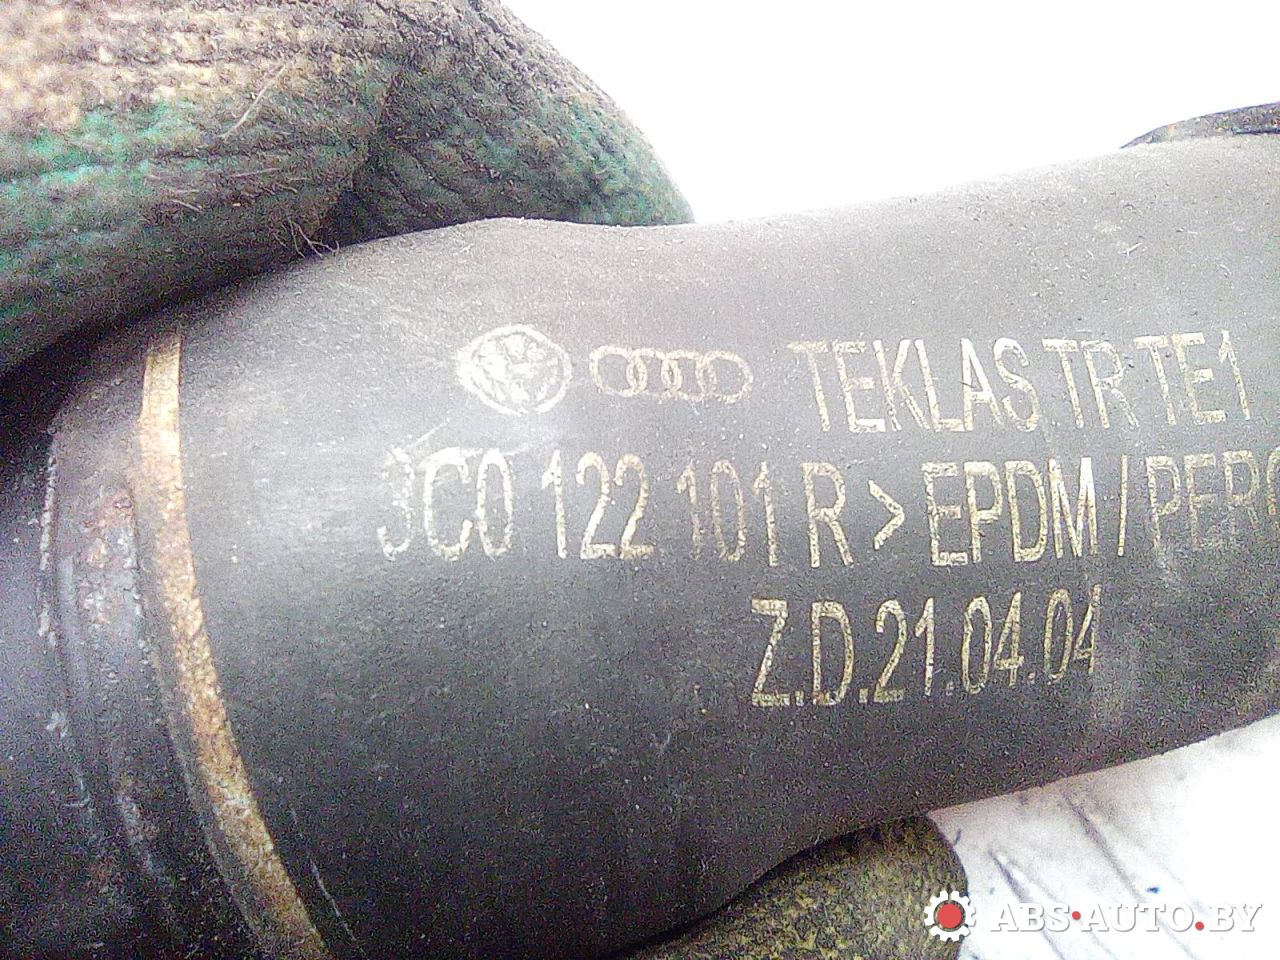 TEKLAS TR TE1
3C0 122 101 R > EPDM /
Z.D.21.04.04
ABS-AUTO.BY